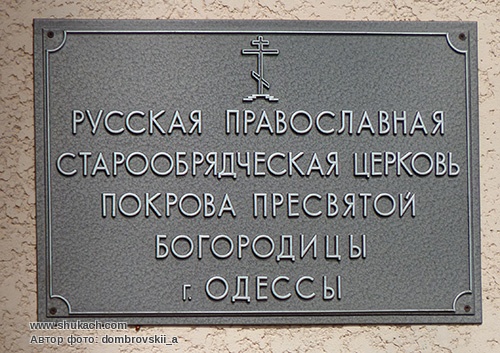 РУССКАЯ ПРАВОСЛАВНАЯ
СТАРООБРЯДЧЕСКАЯ ЦЕРКОВЬ
ПОКРОВА ПРЕСВЯТОЙ
БОГОРОДИЦЫ
г. ОДЕССЫ
www.shukach.com
Автор фото: dombrovskii_a